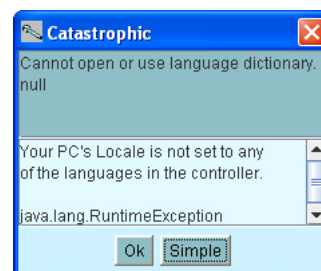 Catastrophic
Cannot open or use language dictionary.
null
Your PC's Locale is not set to any
of the languages in the controller.
java.lang.RuntimeException
Ok
Simple